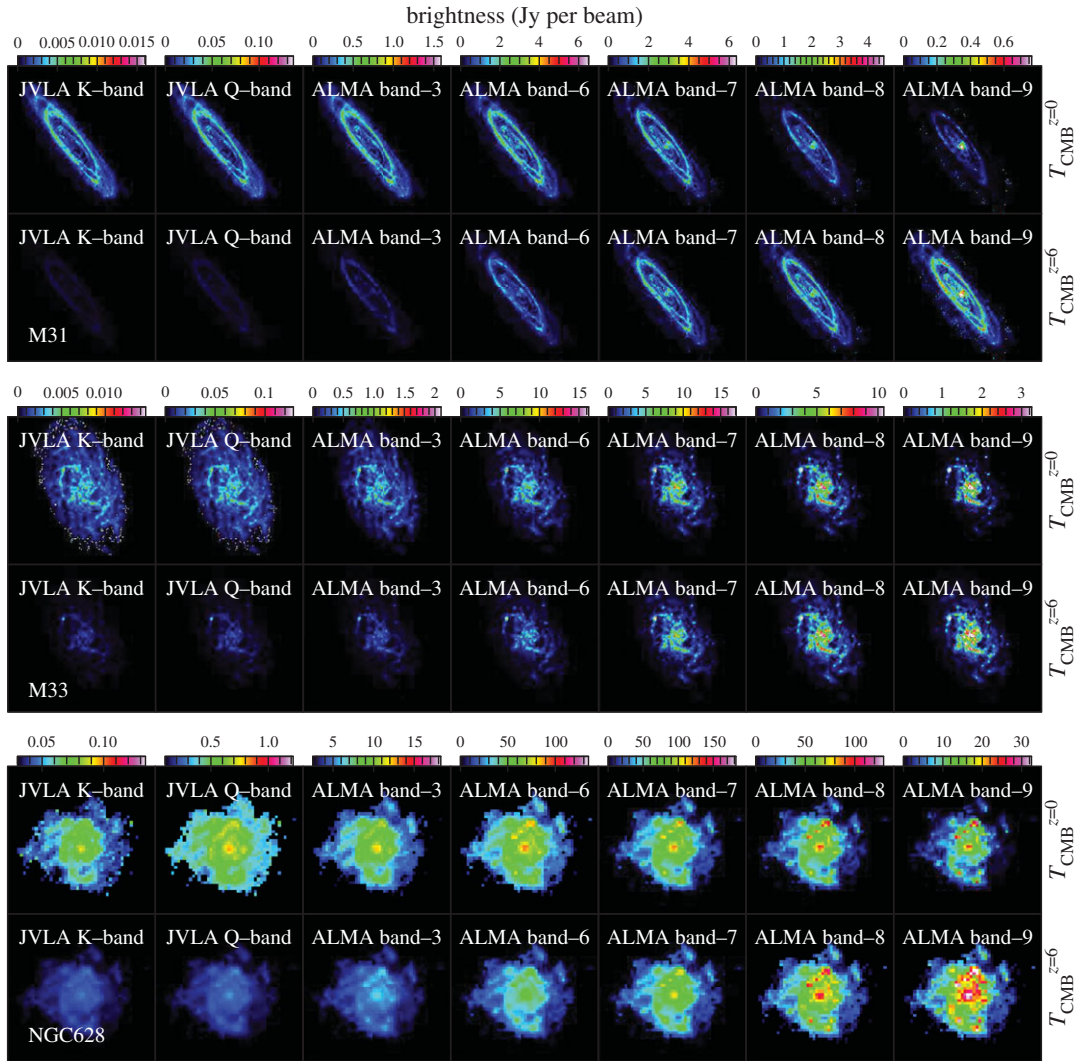 brightness (Jy per beam)
0 0.005 0.010 0.015 0 0.05 0.10 0 0.5 1.0 1.5 0 2 4 6 2 4 6 0 1 2 3 4 0 0.2 0.4 0.6
JVLA K–band JVLA Q–band ALMA band–3 ALMA band–6 ALMA band–7 ALMA band–8 ALMA band–9
T CMB z=0
JVLA K–band JVLA Q–band ALMA band–3 ALMA band–6 ALMA band–7 ALMA band–8 ALMA band–9
T CMB z=6
M31
0 0.005 0.010 0 0.05 0.1 0.5 1.0 1.5 2 0 5 10 15 0 5 10 15 0 5 10 0 1 2 3
JVLA K–band JVLA Q–band ALMA band–3 ALMA band–6 ALMA band–7 ALMA band–8 ALMA band–9
T CMB z=0
JVLA K–band JVLA Q–band ALMA band–3 ALMA band–6 ALMA band–7 ALMA band–8 ALMA band–9
T CMB z=6
M33
0.05 0.10 0.5 1.0 5 10 15 0 50 100 0 50 100 150 0 50 100 0 10 20 30
JVLA K–band JVLA Q–band ALMA band–3 ALMA band–6 ALMA band–7 ALMA band–8 ALMA band–9
T CMB z=0
JVLA K–band JVLA Q–band ALMA band–3 ALMA band–6 ALMA band–7 ALMA band–8 ALMA band–9
T CMB z=6
NGC628